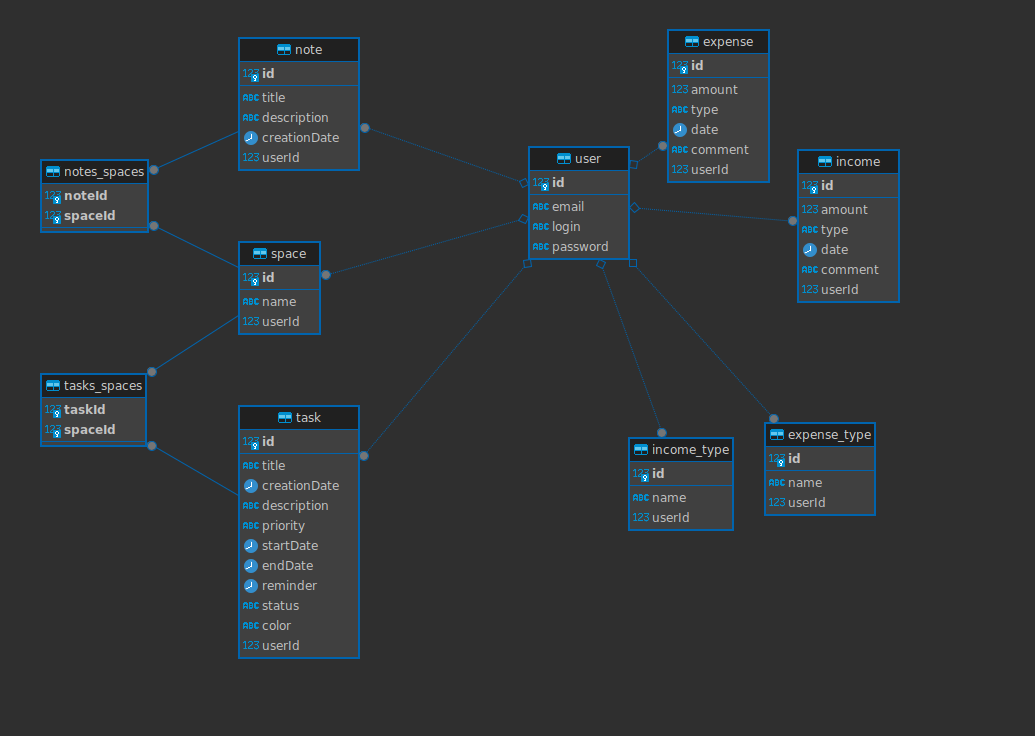 note
123 id
ABC title
ABC description
creationDate
123 userId
notes_spaces
123 noteId
123 spaceId
space
123 id
ABC name
123 userId
tasks_spaces
123 taskId
123 spaceId
task
123 id
ABC title
creationDate
ABC description
ABC priority
startDate
endDate
reminder
ABC status
ABC color
123 userId
user
123 id
ABC email
ABC login
ABC password
expense
123 id
123 amount
ABC type
date
ABC comment
123 userId
income
123 id
123 amount
ABC type
date
ABC comment
123 userId
income_type
123 id
ABC name
123 userId
expense_type
123 id
ABC name
123 userId